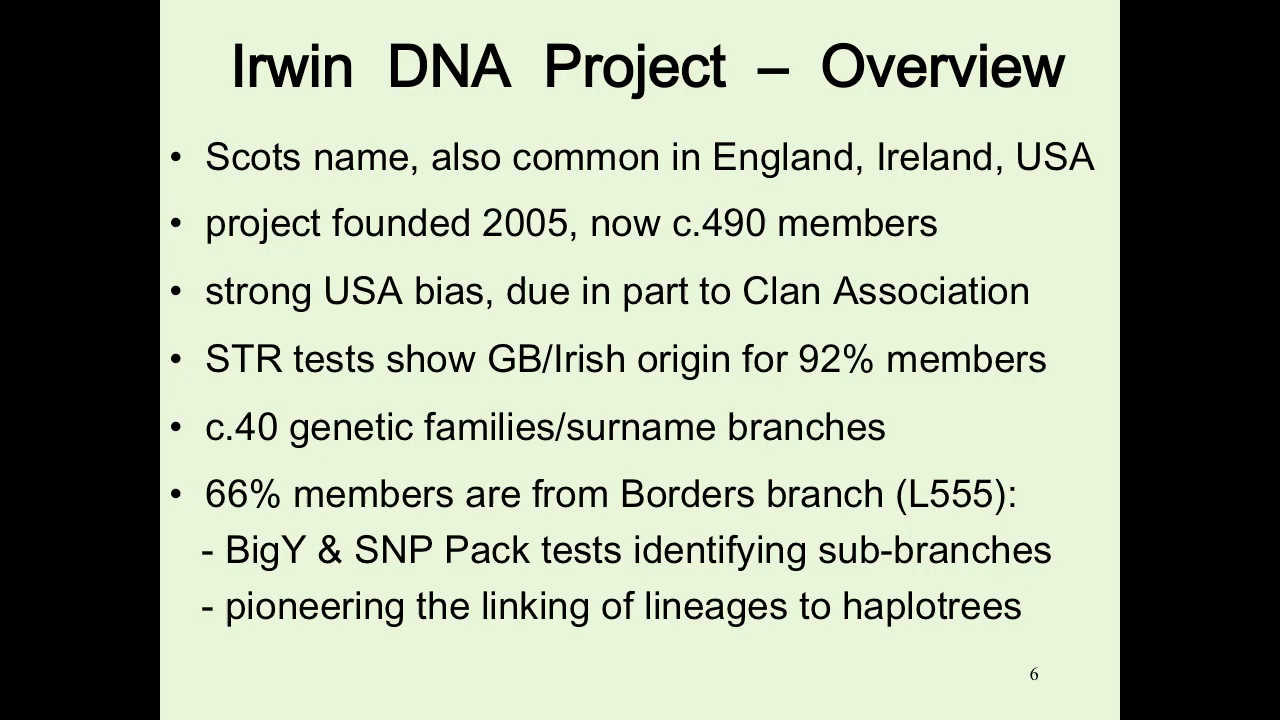 Irwin DNA Project – Overview
• Scots name, also common in England, Ireland, USA
• project founded 2005, now c.490 members
• strong USA bias, due in part to Clan Association
• STR tests show GB/Irish origin for 92% members
• c.40 genetic families/surname branches
• 66% members are from Borders branch (L555):
- BigY & SNP Pack tests identifying sub-branches
- pioneering the linking of lineages to haplotrees
6